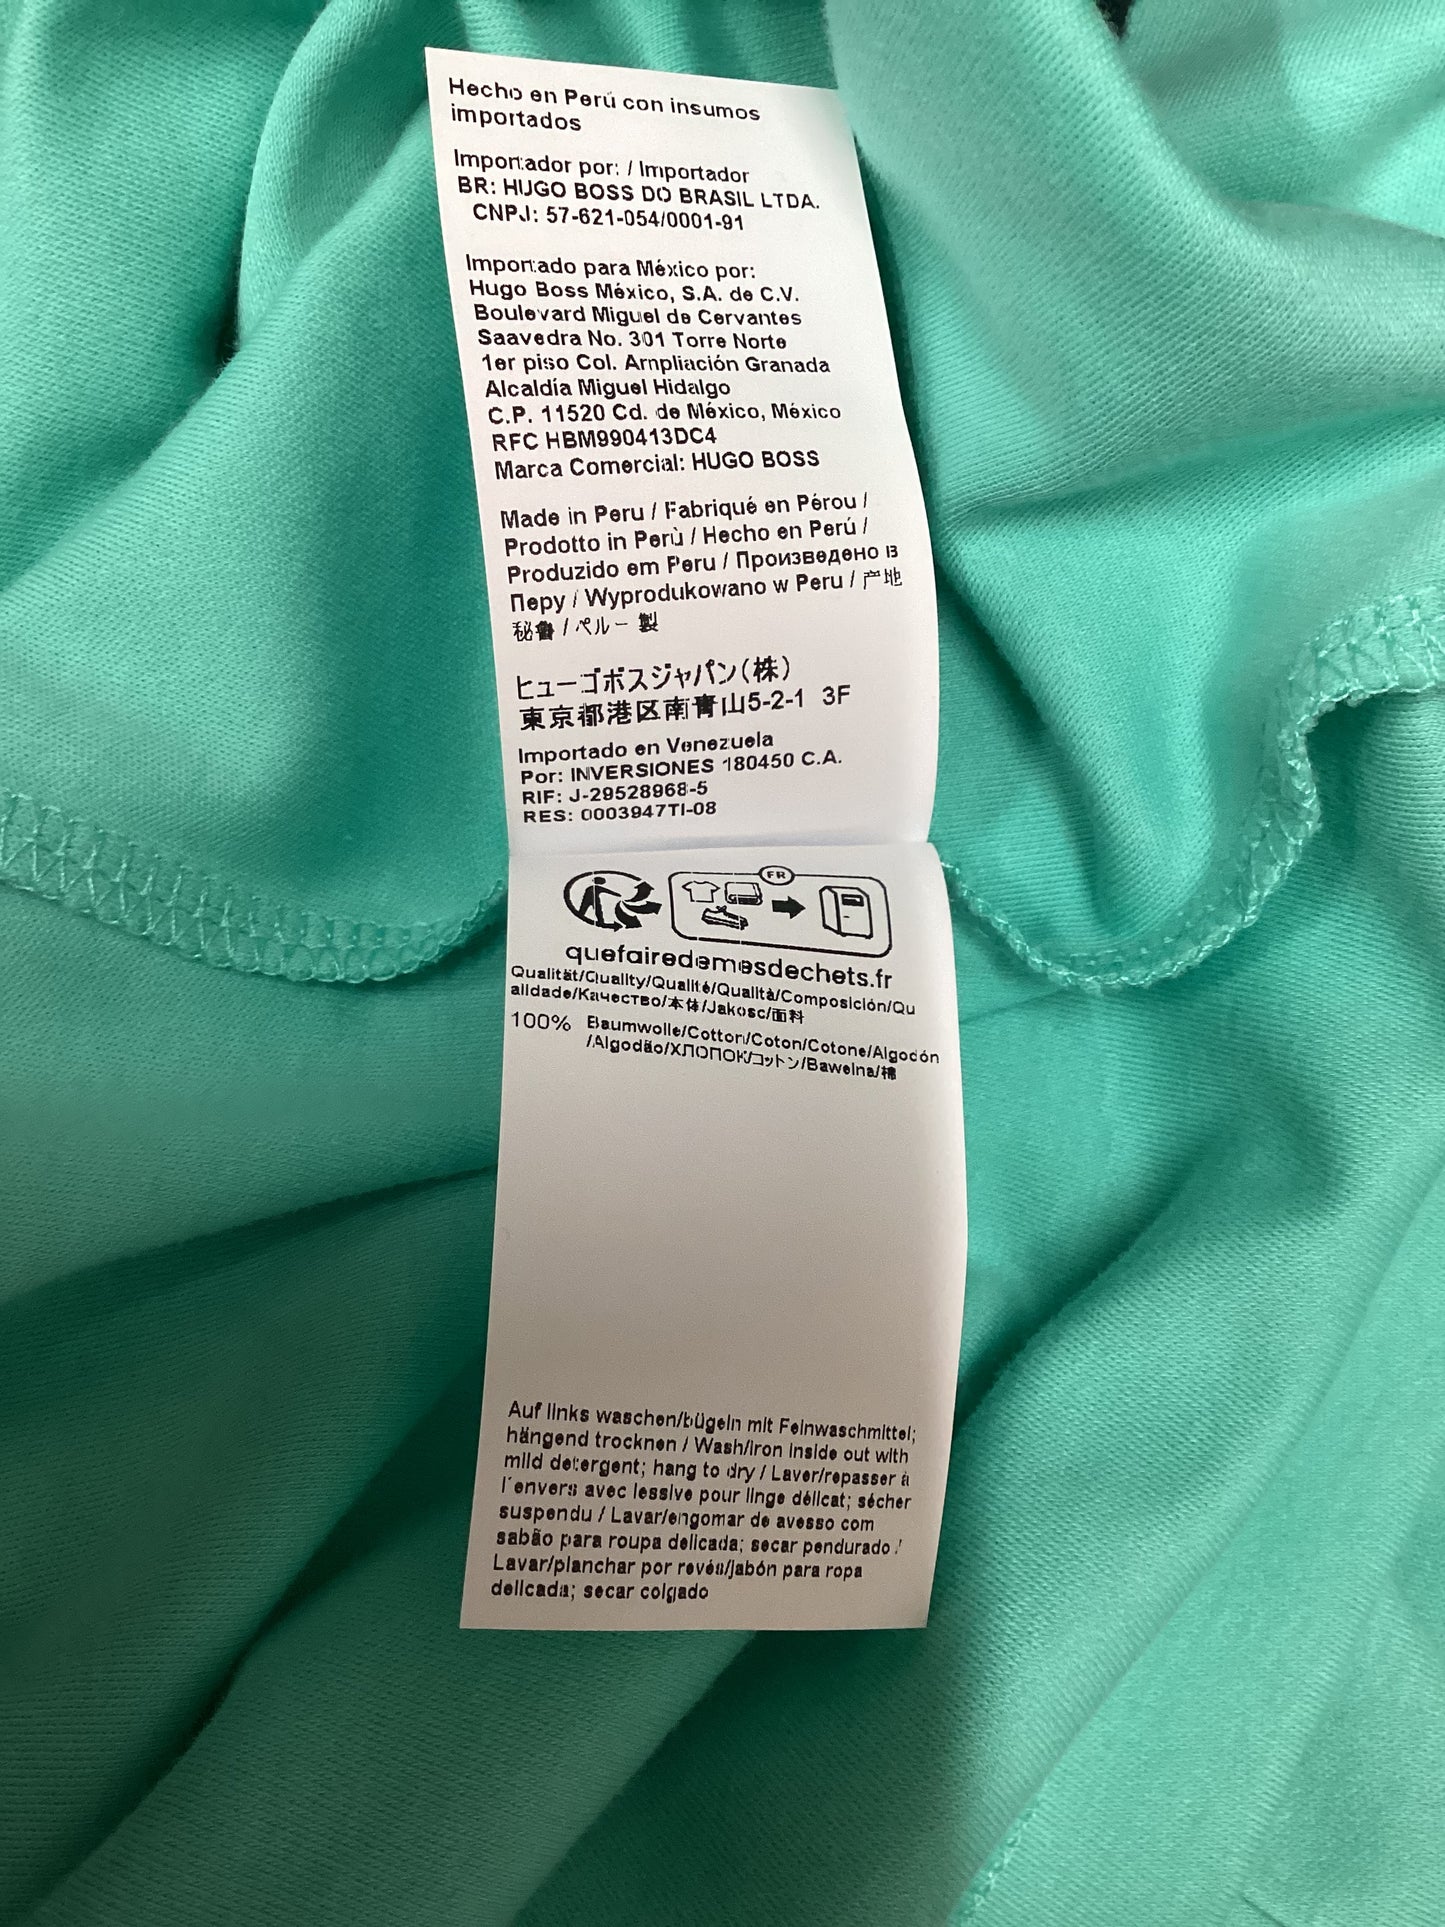 Hecho en Perú con insumos
importados
Importador por: / Importador
BR: HUGO BOSS DO BRASIL LTDA.
CNPJ: 57-621-054/0001-91
Importado para México por:
Hugo Boss México, S.A. de C.V.
Boulevard Miguel de Cervantes
Saavedra No. 301 Torre Norte
1er piso Col. Ampliación Granada
Alcaldía Miguel Hidalgo
C.P. 11520 Cd. de México, México
RFC HBM990413DC4
Marca Comercial: HUGO BOSS
Made in Peru / Fabriqué en Pérou /
Prodotto in Perù / Hecho en Perú /
Produzido em Peru / Произведено в
Перу / Wyprodukowano w Peru / 产地
秘鲁 / ペルー 製
ヒューゴボスジャパン(株)
東京都港区南青山5-2-1 3F
Importado en Venezuela
Por: INVERSIONES 180450 C.A.
RIF: J-29528968-5
RES: 0003947TI-08
FR
quefairedemesdechets.fr
Qualität/Quality/Qualité/Qualità/Composición/Qu
alidade/Качество/本体/Jakosc/面料
100% Baumwolle/Cotton/Coton/Cotone/Algodón
/Algodão/ХЛОПОК/コットン/Bawelna/棉
Auf links waschen/bügeln mit Feinwaschmittel;
hängend trocknen / Wash/iron inside out with
mild detergent; hang to dry / Laver/repasser à
l´envers avec lessive pour linge délicat; sécher
suspendu / Lavar/engomar de avesso com
sabão para roupa delicada; secar pendurado /
Lavar/planchar por revés/jabón para ropa
delicada; secar colgado